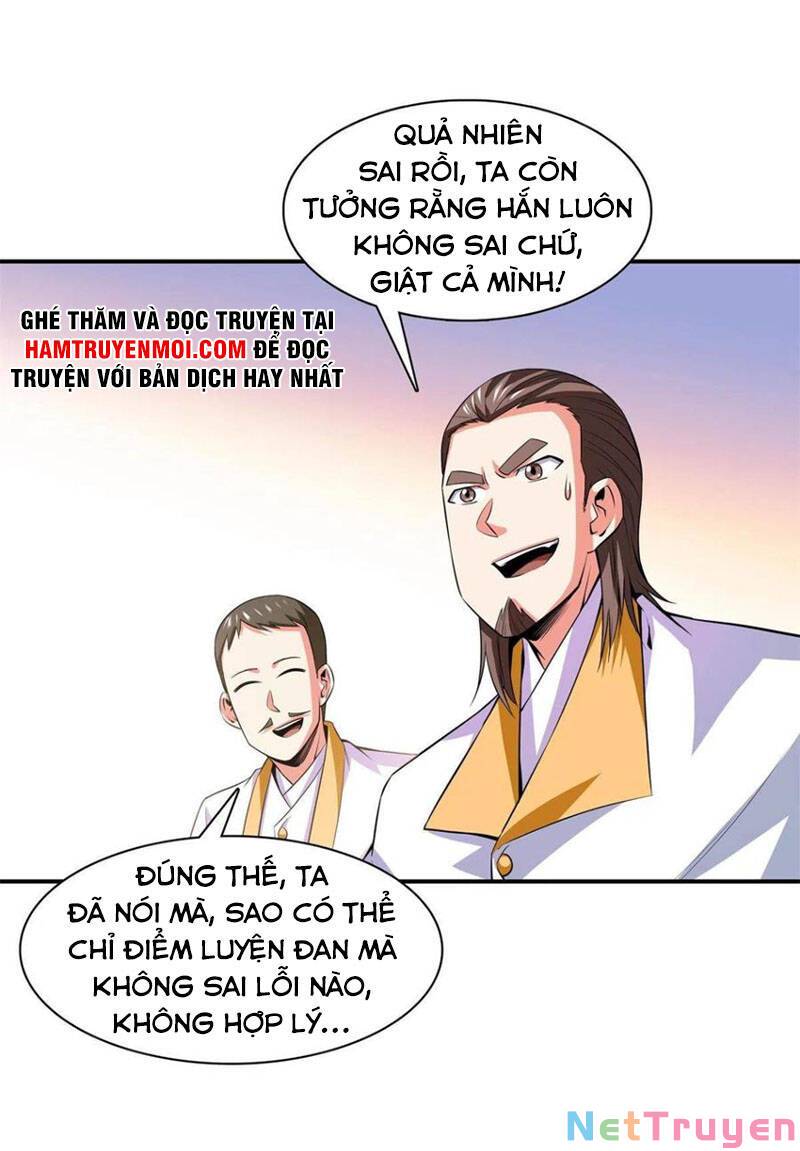 QUẢ NHIÊN
SAI RỒI, TA CÒN
TƯỞNG RẰNG HẮN LUÔN
KHÔNG SAI CHỨ,
GIẬT CẢ MÌNH!
GHÉ THĂM VÀ ĐỌC TRUYỆN TẠI
HAMTRUYENMOI.COM ĐỂ ĐỌC
TRUYỆN VỚI BẢN DỊCH HAY NHẤT
ĐÚNG THẾ, TA
ĐÃ NÓI MÀ, SAO CÓ THỂ
CHỈ ĐIỂM LUYỆN ĐAN MÀ
KHÔNG SAI LỖI NÀO,
KHÔNG HỢP LÝ...
NetTruyen